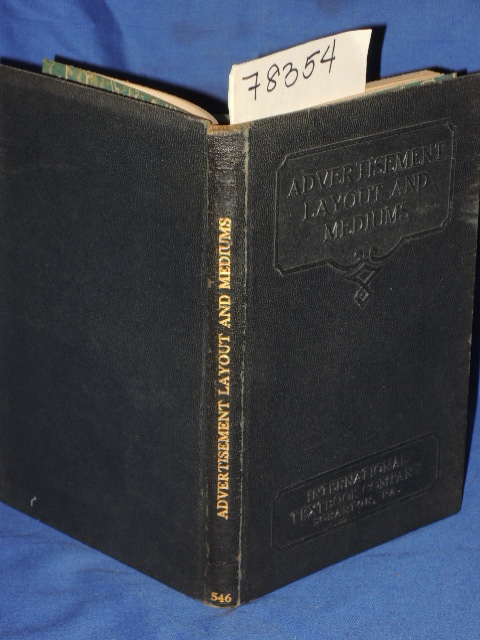 78354
ADVERTISEMENT LAYOUT AND MEDIUMS
546
ADVERTISEMENT
LAYOUT AND
MEDIUMS
INTERNATIONAL
TEXTBOOK COMPANY
SCRANTON, PA.